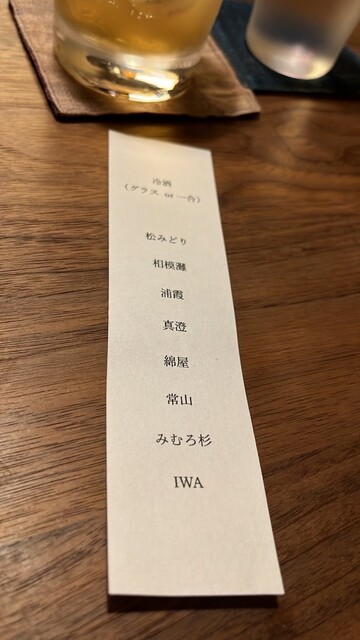 冷酒
(グラス or 一合)
松みどり
相模灘
浦霞
真澄
綿屋
常山
みむろ杉
IWA